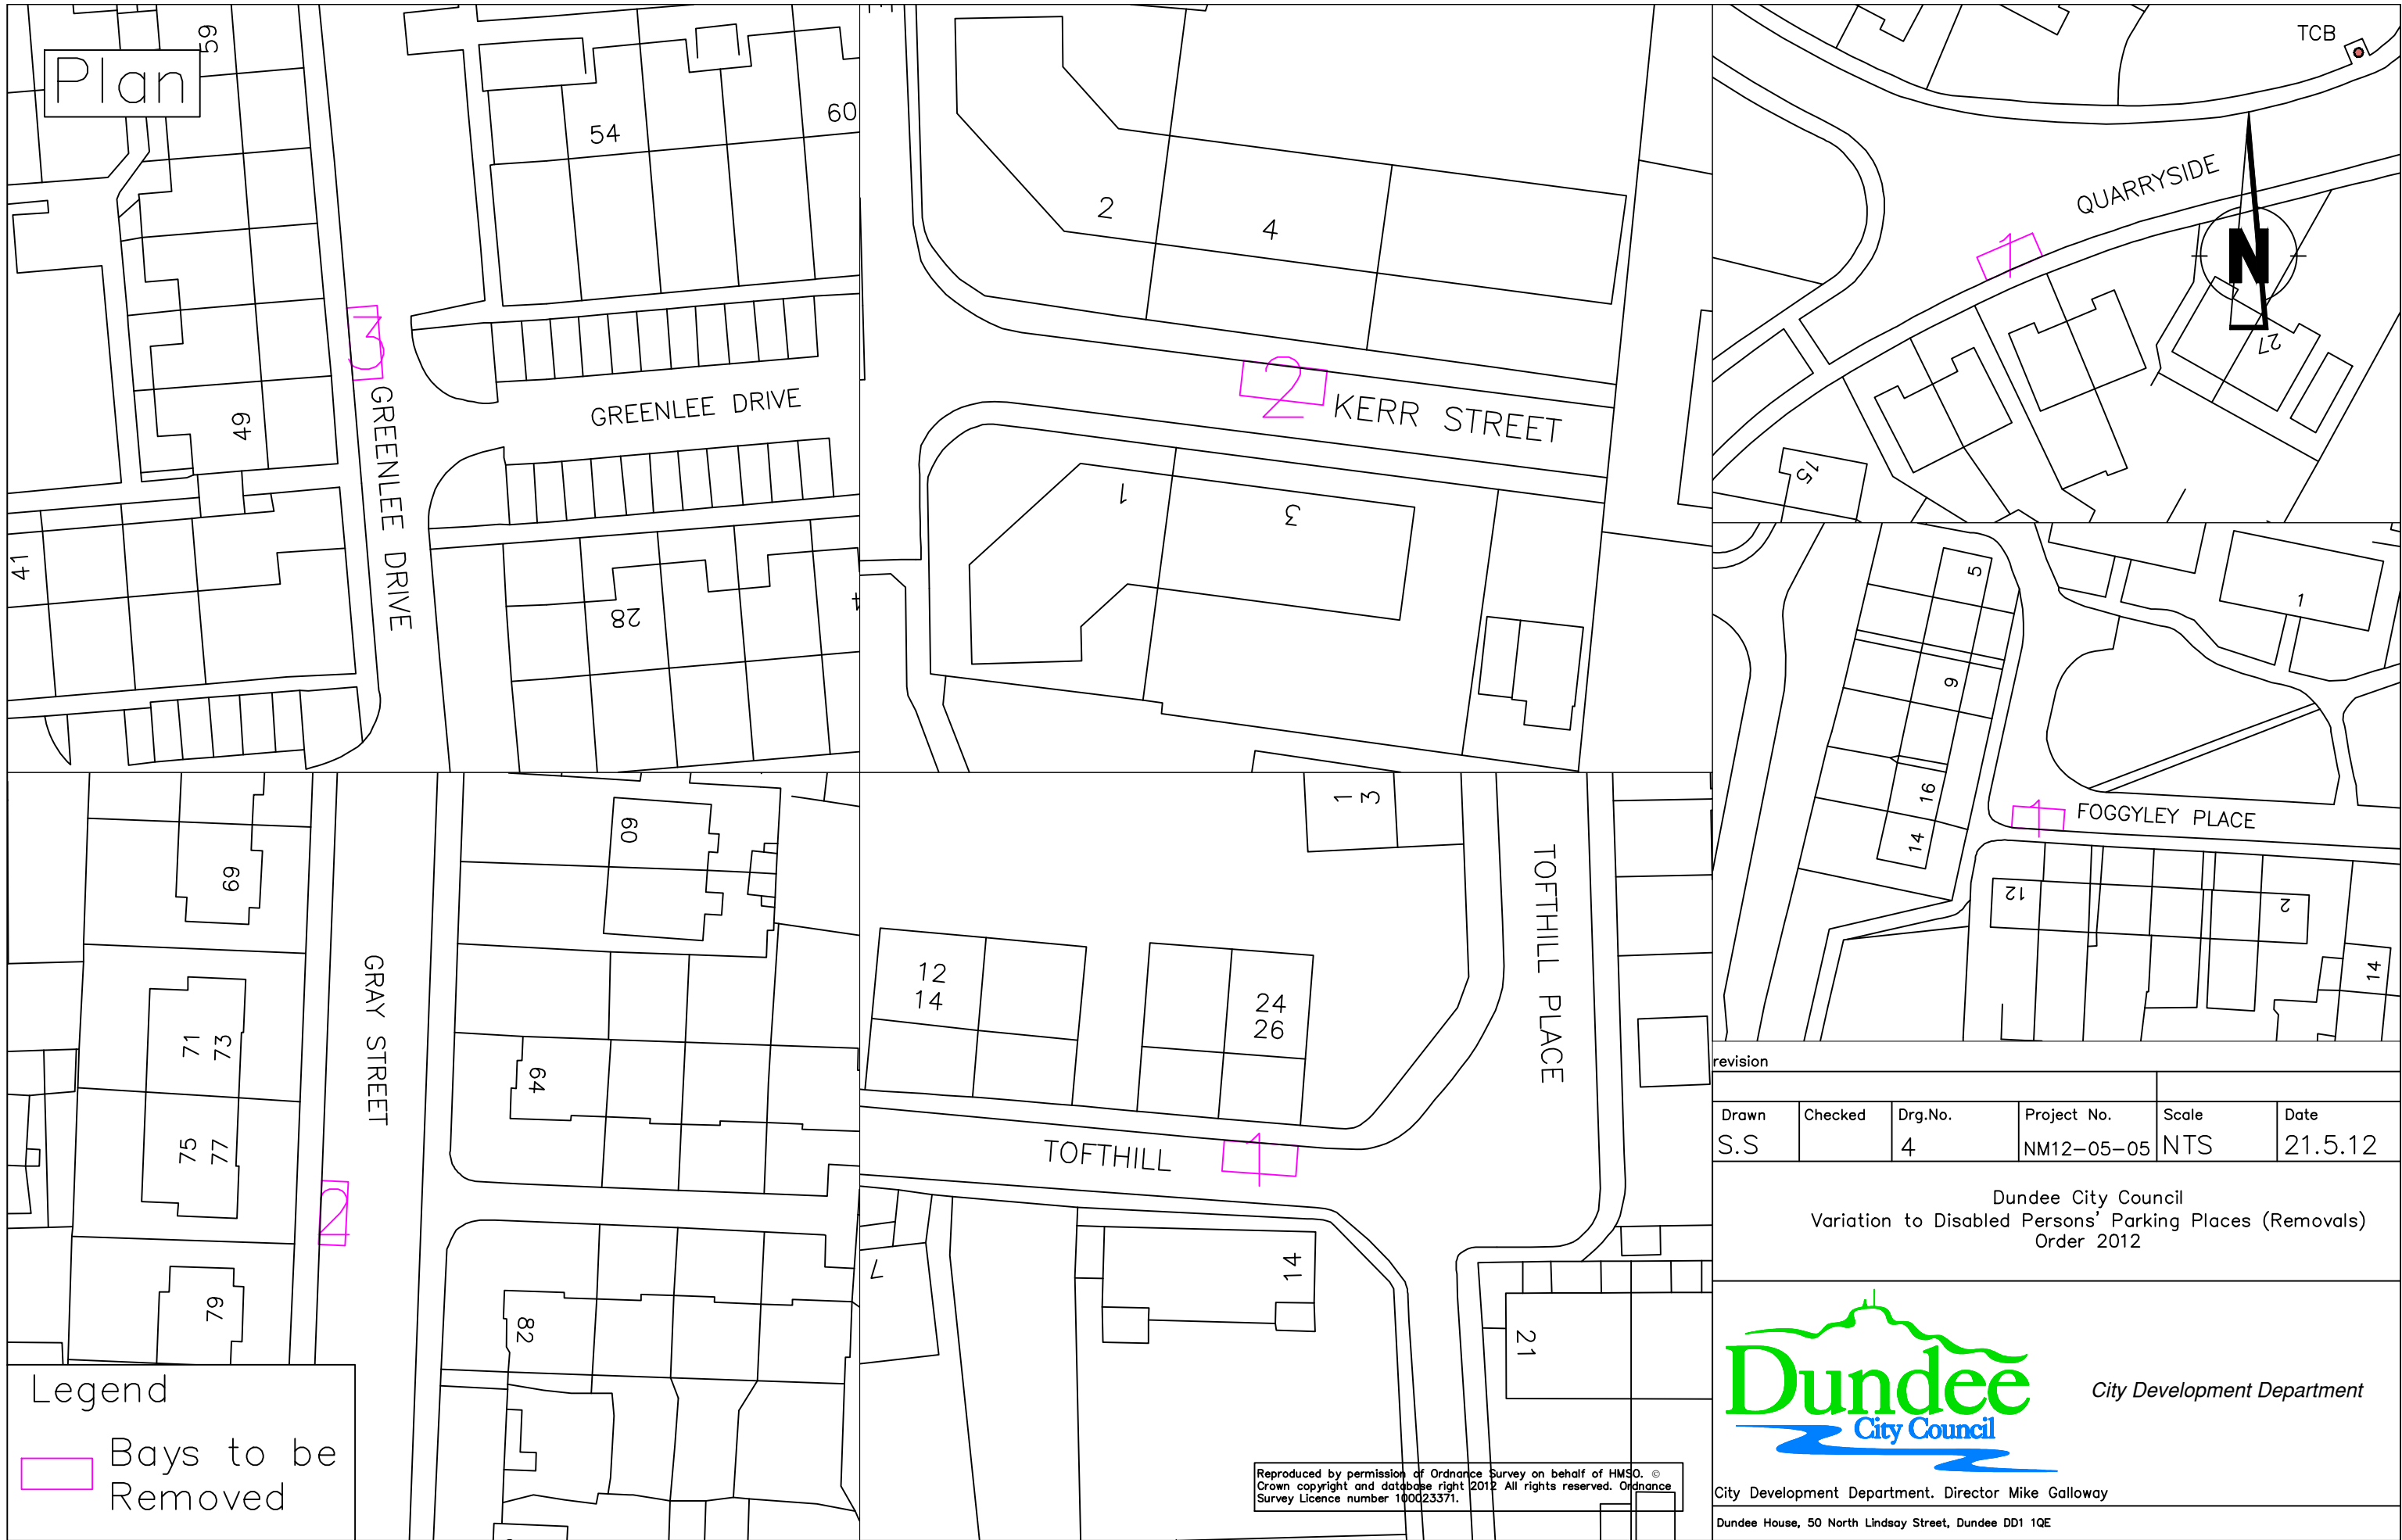 Plan
59
54
60
49
GREENLEE DRIVE
GREENLEE DRIVE
3
41
28
2
4
2
KERR STREET
1
3
TCB
QUARRYSIDE
1
N
27
15
5
1
9
16
14
1
FOGGYLEY PLACE
12
2
14
69
60
GRAY STREET
71
73
64
75
77
2
79
82
Legend
Bays to be
Removed
1
3
TOFTHILL PLACE
12
14
24
26
TOFTHILL
1
7
14
21
Reproduced by permission of Ordnance Survey on behalf of HMSO. ©
Crown copyright and database right 2012 All rights reserved. Ordnance
Survey Licence number 100023371.
revision
Drawn Checked Drg.No. Project No. Scale Date
S.S 4 NM12-05-05 NTS 21.5.12
Dundee City Council
Variation to Disabled Persons' Parking Places (Removals)
Order 2012
Dundee
City Council
City Development Department
City Development Department. Director Mike Galloway
Dundee House, 50 North Lindsay Street, Dundee DD1 1QE